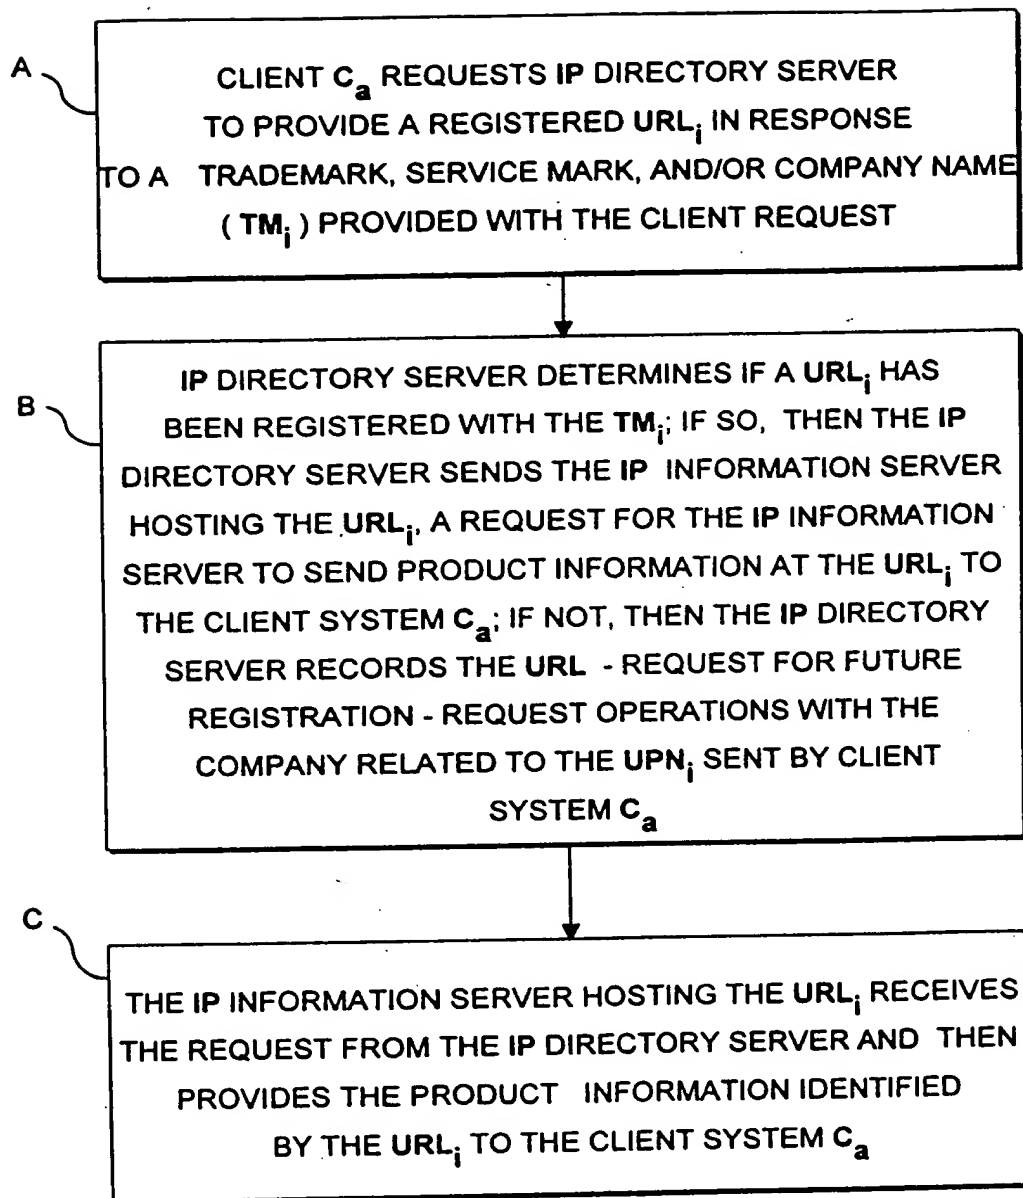 A
CLIENT Ca REQUESTS IP DIRECTORY SERVER
TO PROVIDE A REGISTERED URLi IN RESPONSE
TO A TRADEMARK, SERVICE MARK, AND/OR COMPANY NAME
( TMi ) PROVIDED WITH THE CLIENT REQUEST
B
IP DIRECTORY SERVER DETERMINES IF A URLi HAS
BEEN REGISTERED WITH THE TMi; IF SO, THEN THE IP
DIRECTORY SERVER SENDS THE IP INFORMATION SERVER
HOSTING THE URLi, A REQUEST FOR THE IP INFORMATION
SERVER TO SEND PRODUCT INFORMATION AT THE URLi TO
THE CLIENT SYSTEM Ca; IF NOT, THEN THE IP DIRECTORY
SERVER RECORDS THE URL - REQUEST FOR FUTURE
REGISTRATION - REQUEST OPERATIONS WITH THE
COMPANY RELATED TO THE UPNi SENT BY CLIENT
SYSTEM Ca
C
THE IP INFORMATION SERVER HOSTING THE URLi RECEIVES
THE REQUEST FROM THE IP DIRECTORY SERVER AND THEN
PROVIDES THE PRODUCT INFORMATION IDENTIFIED
BY THE URLi TO THE CLIENT SYSTEM Ca